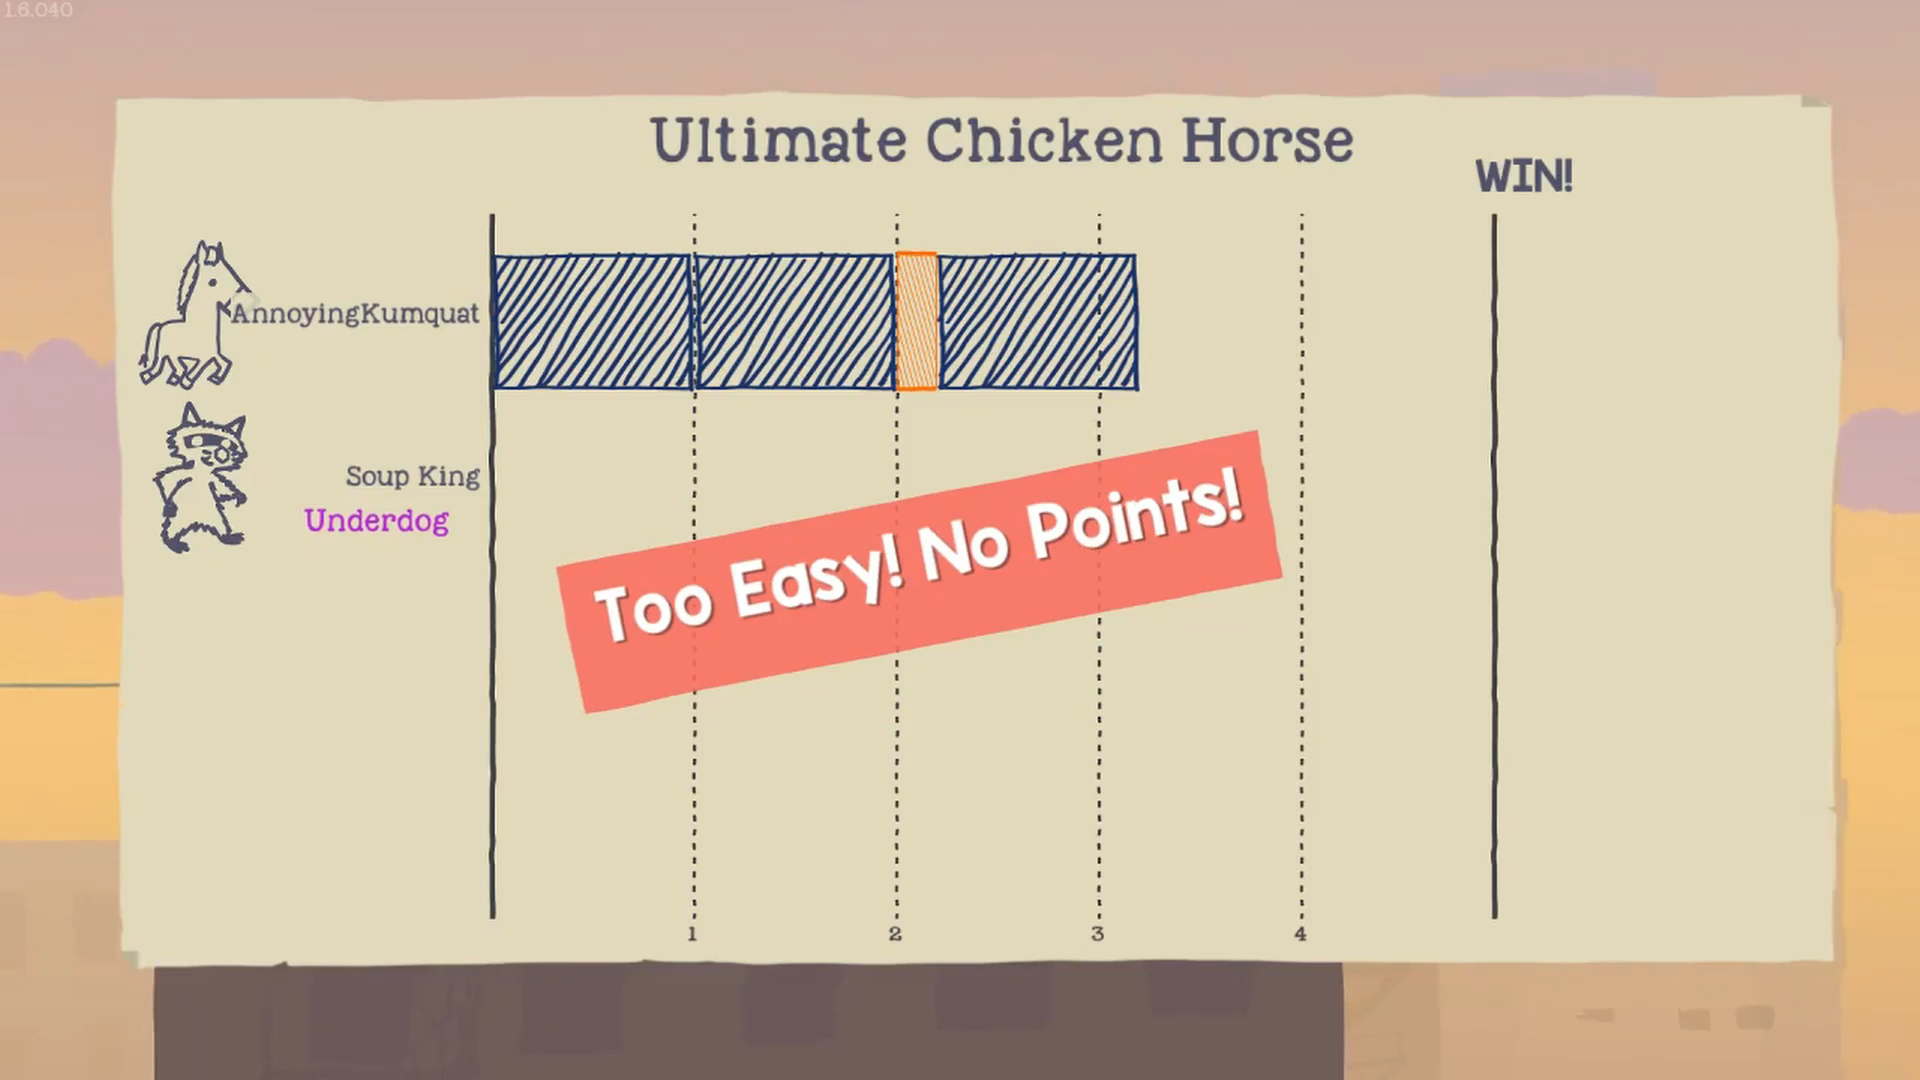 1.6.040
Ultimate Chicken Horse
WIN!
AnnoyingKumquat
Soup King
Underdog
Too Easy! No Points!
1 2 3 4